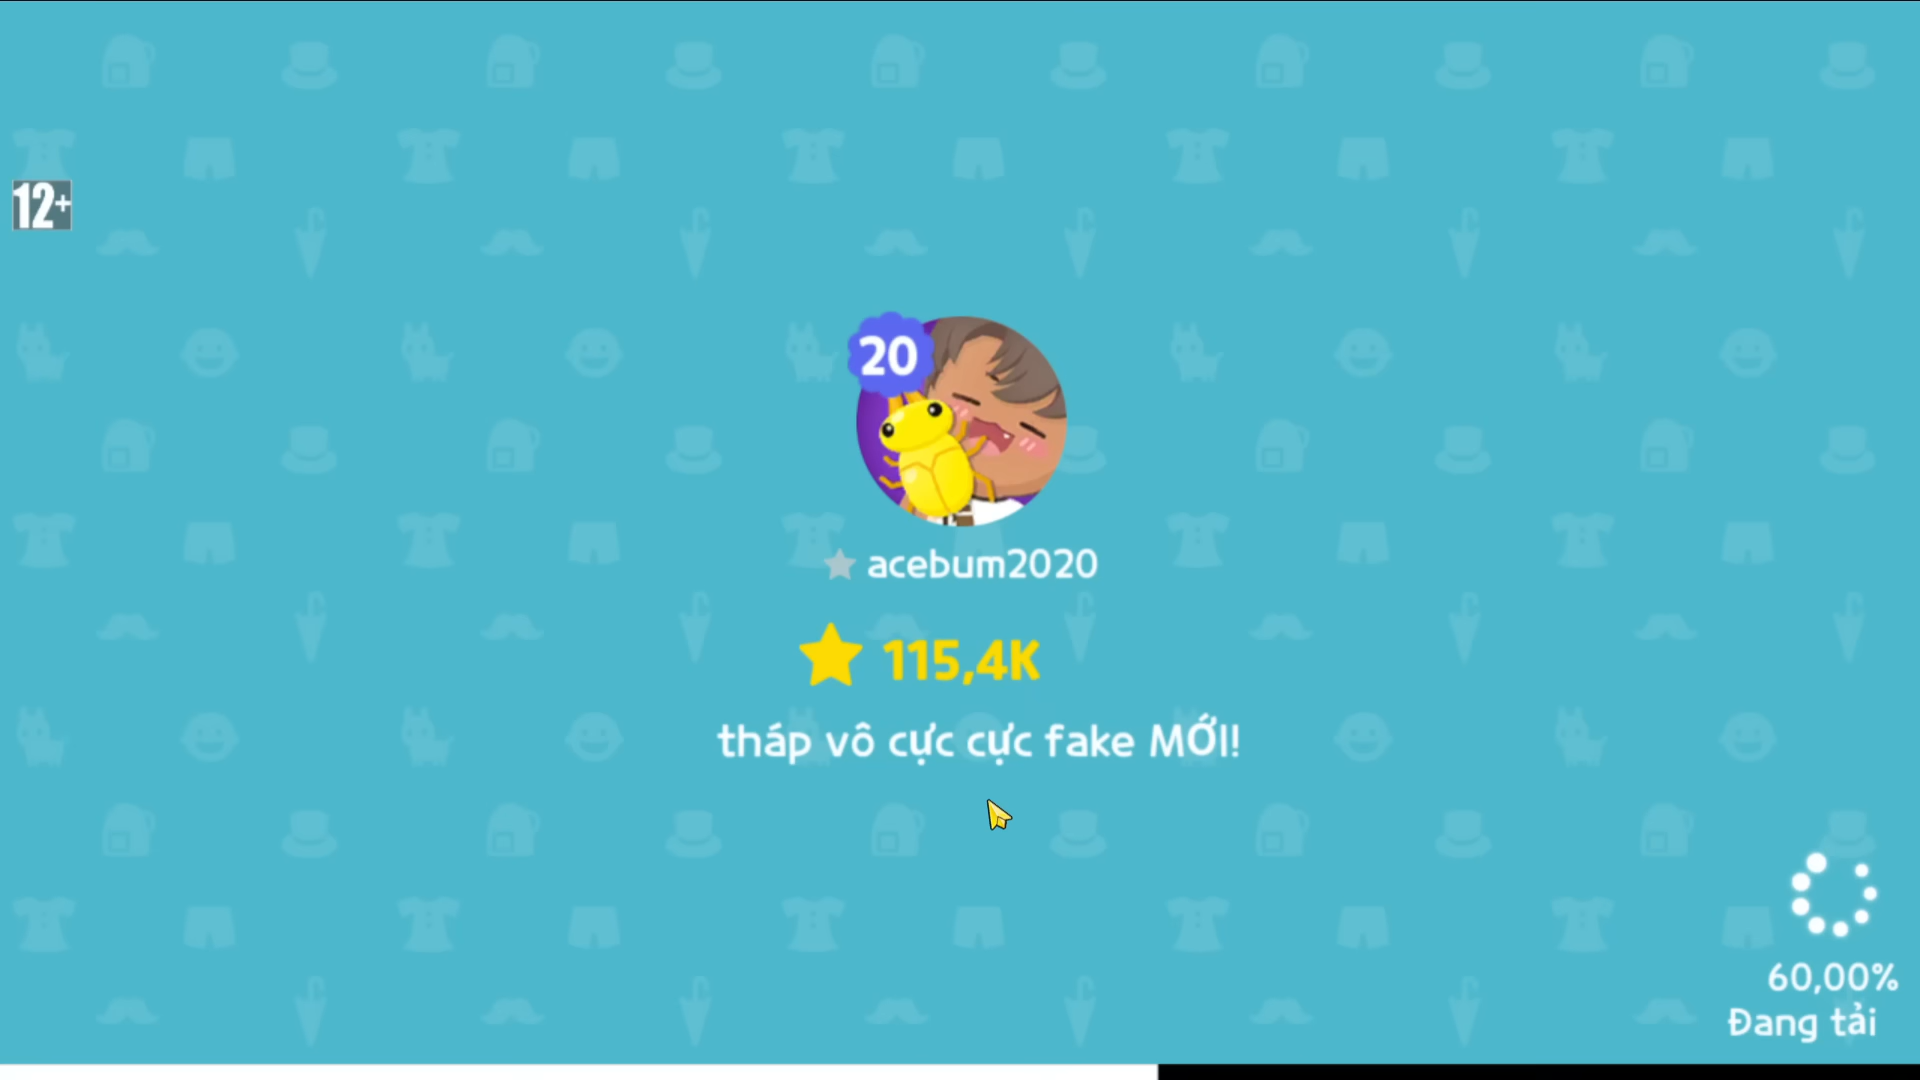 12+
20
acebum2020
115,4K
tháp vô cực cực fake MỚI!
60,00%
Đang tải